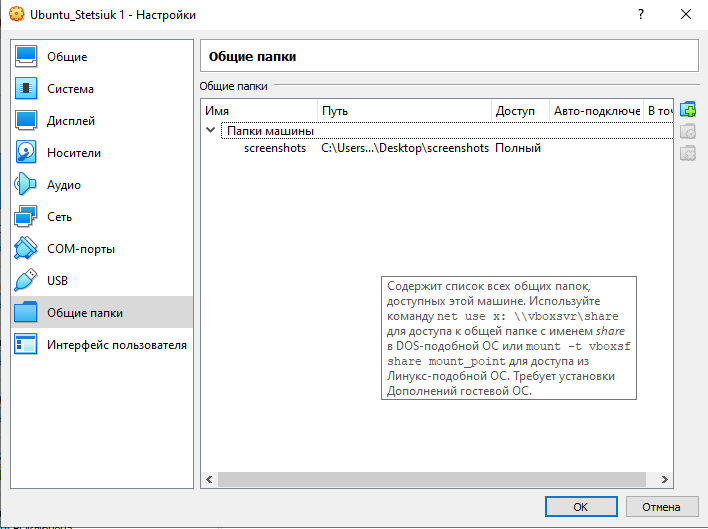 Ubuntu_Stetsiuk 1 - Настройки
?
Общие
Система
Дисплей
Носители
Аудио
Сеть
COM-порты
USB
Общие папки
Интерфейс пользователя
Общие папки
Общие папки
Имя Путь Доступ Авто-подключе В точ
Папки машины
screenshots C:\Users...\Desktop\screenshots Полный
Содержит список всех общих папок,
доступных этой машине. Используйте
команду net use x: \\vboxsvr\share
для доступа к общей папке с именем share
в DOS-подобной ОС или mount -t vboxsf
share mount_point для доступа из
Линукс-подобной ОС. Требует установки
Дополнений гостевой ОС.
OK Отмена